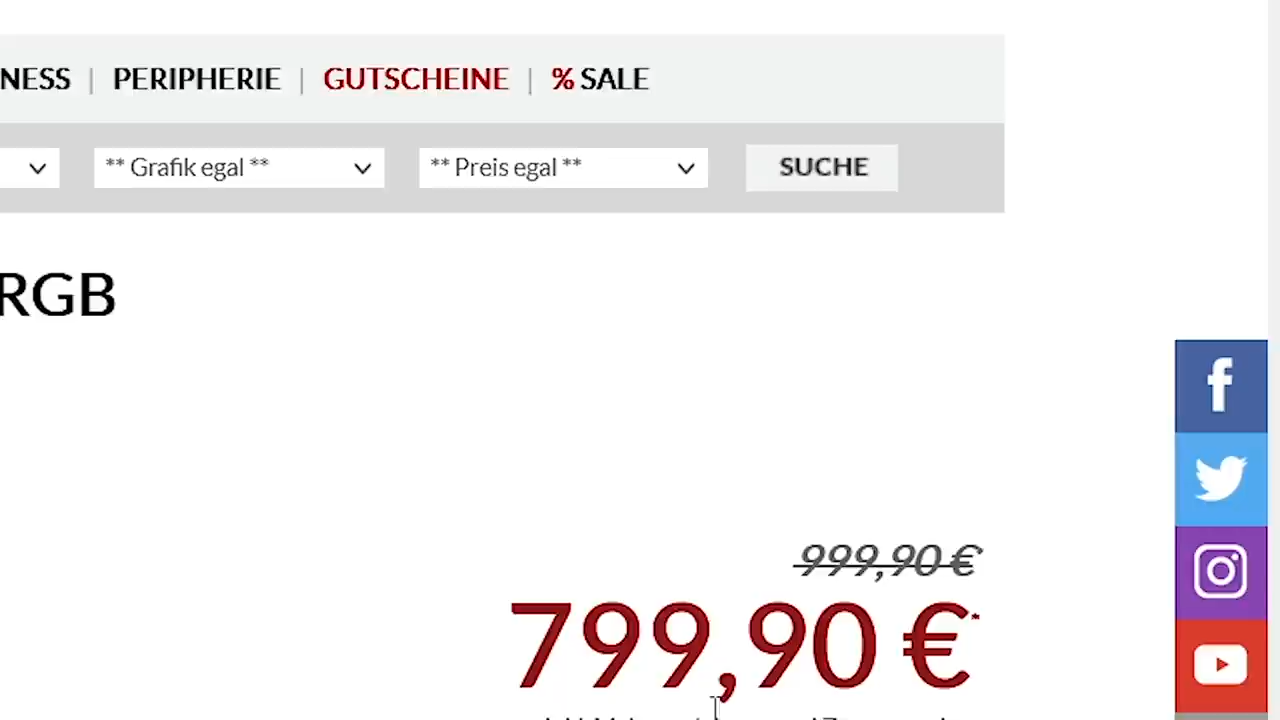 NESS | PERIPHERIE | GUTSCHEINE | % SALE
** Grafik egal ** ** Preis egal ** SUCHE
RGB
999,90 €*
799,90 €*